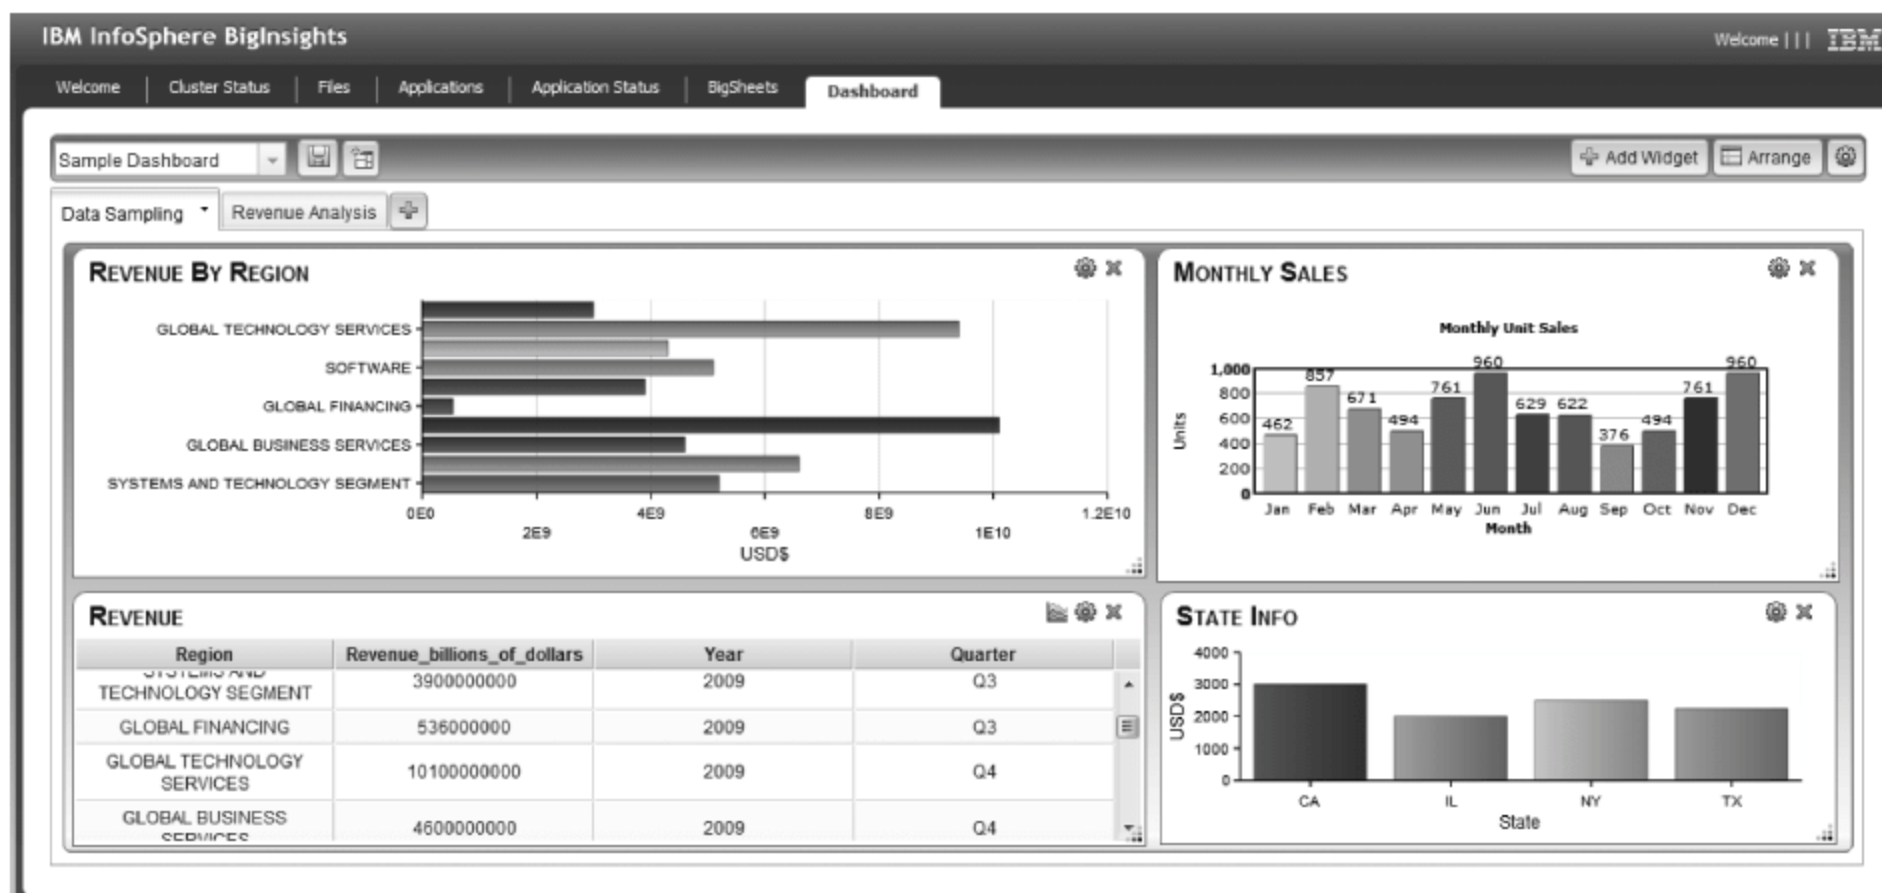 IBM InfoSphere BigInsights
Welcome | | | IBM
Welcome | Cluster Status | Files | Applications | Application Status | BigSheets | Dashboard
Sample Dashboard
Add Widget Arrange
Data Sampling Revenue Analysis
REVENUE BY REGION
GLOBAL TECHNOLOGY SERVICES
SOFTWARE
GLOBAL FINANCING
GLOBAL BUSINESS SERVICES
SYSTEMS AND TECHNOLOGY SEGMENT
0E0 4E9 8E9 1.2E10
2E9 6E9 1E10
USD$
MONTHLY SALES
Monthly Unit Sales
1,000
800
600
400
200
0
Units
462 857 671 494 761 960 629 622 376 494 761 960
Jan Feb Mar Apr May Jun Jul Aug Sep Oct Nov Dec
Month
REVENUE
Region Revenue_billions_of_dollars Year Quarter
SYSTEMS AND
TECHNOLOGY SEGMENT 3900000000 2009 Q3
GLOBAL FINANCING 536000000 2009 Q3
GLOBAL TECHNOLOGY
SERVICES 10100000000 2009 Q4
GLOBAL BUSINESS
SERVICES 4600000000 2009 Q4
STATE INFO
4000
3000
2000
1000
0
USD$
CA IL NY TX
State